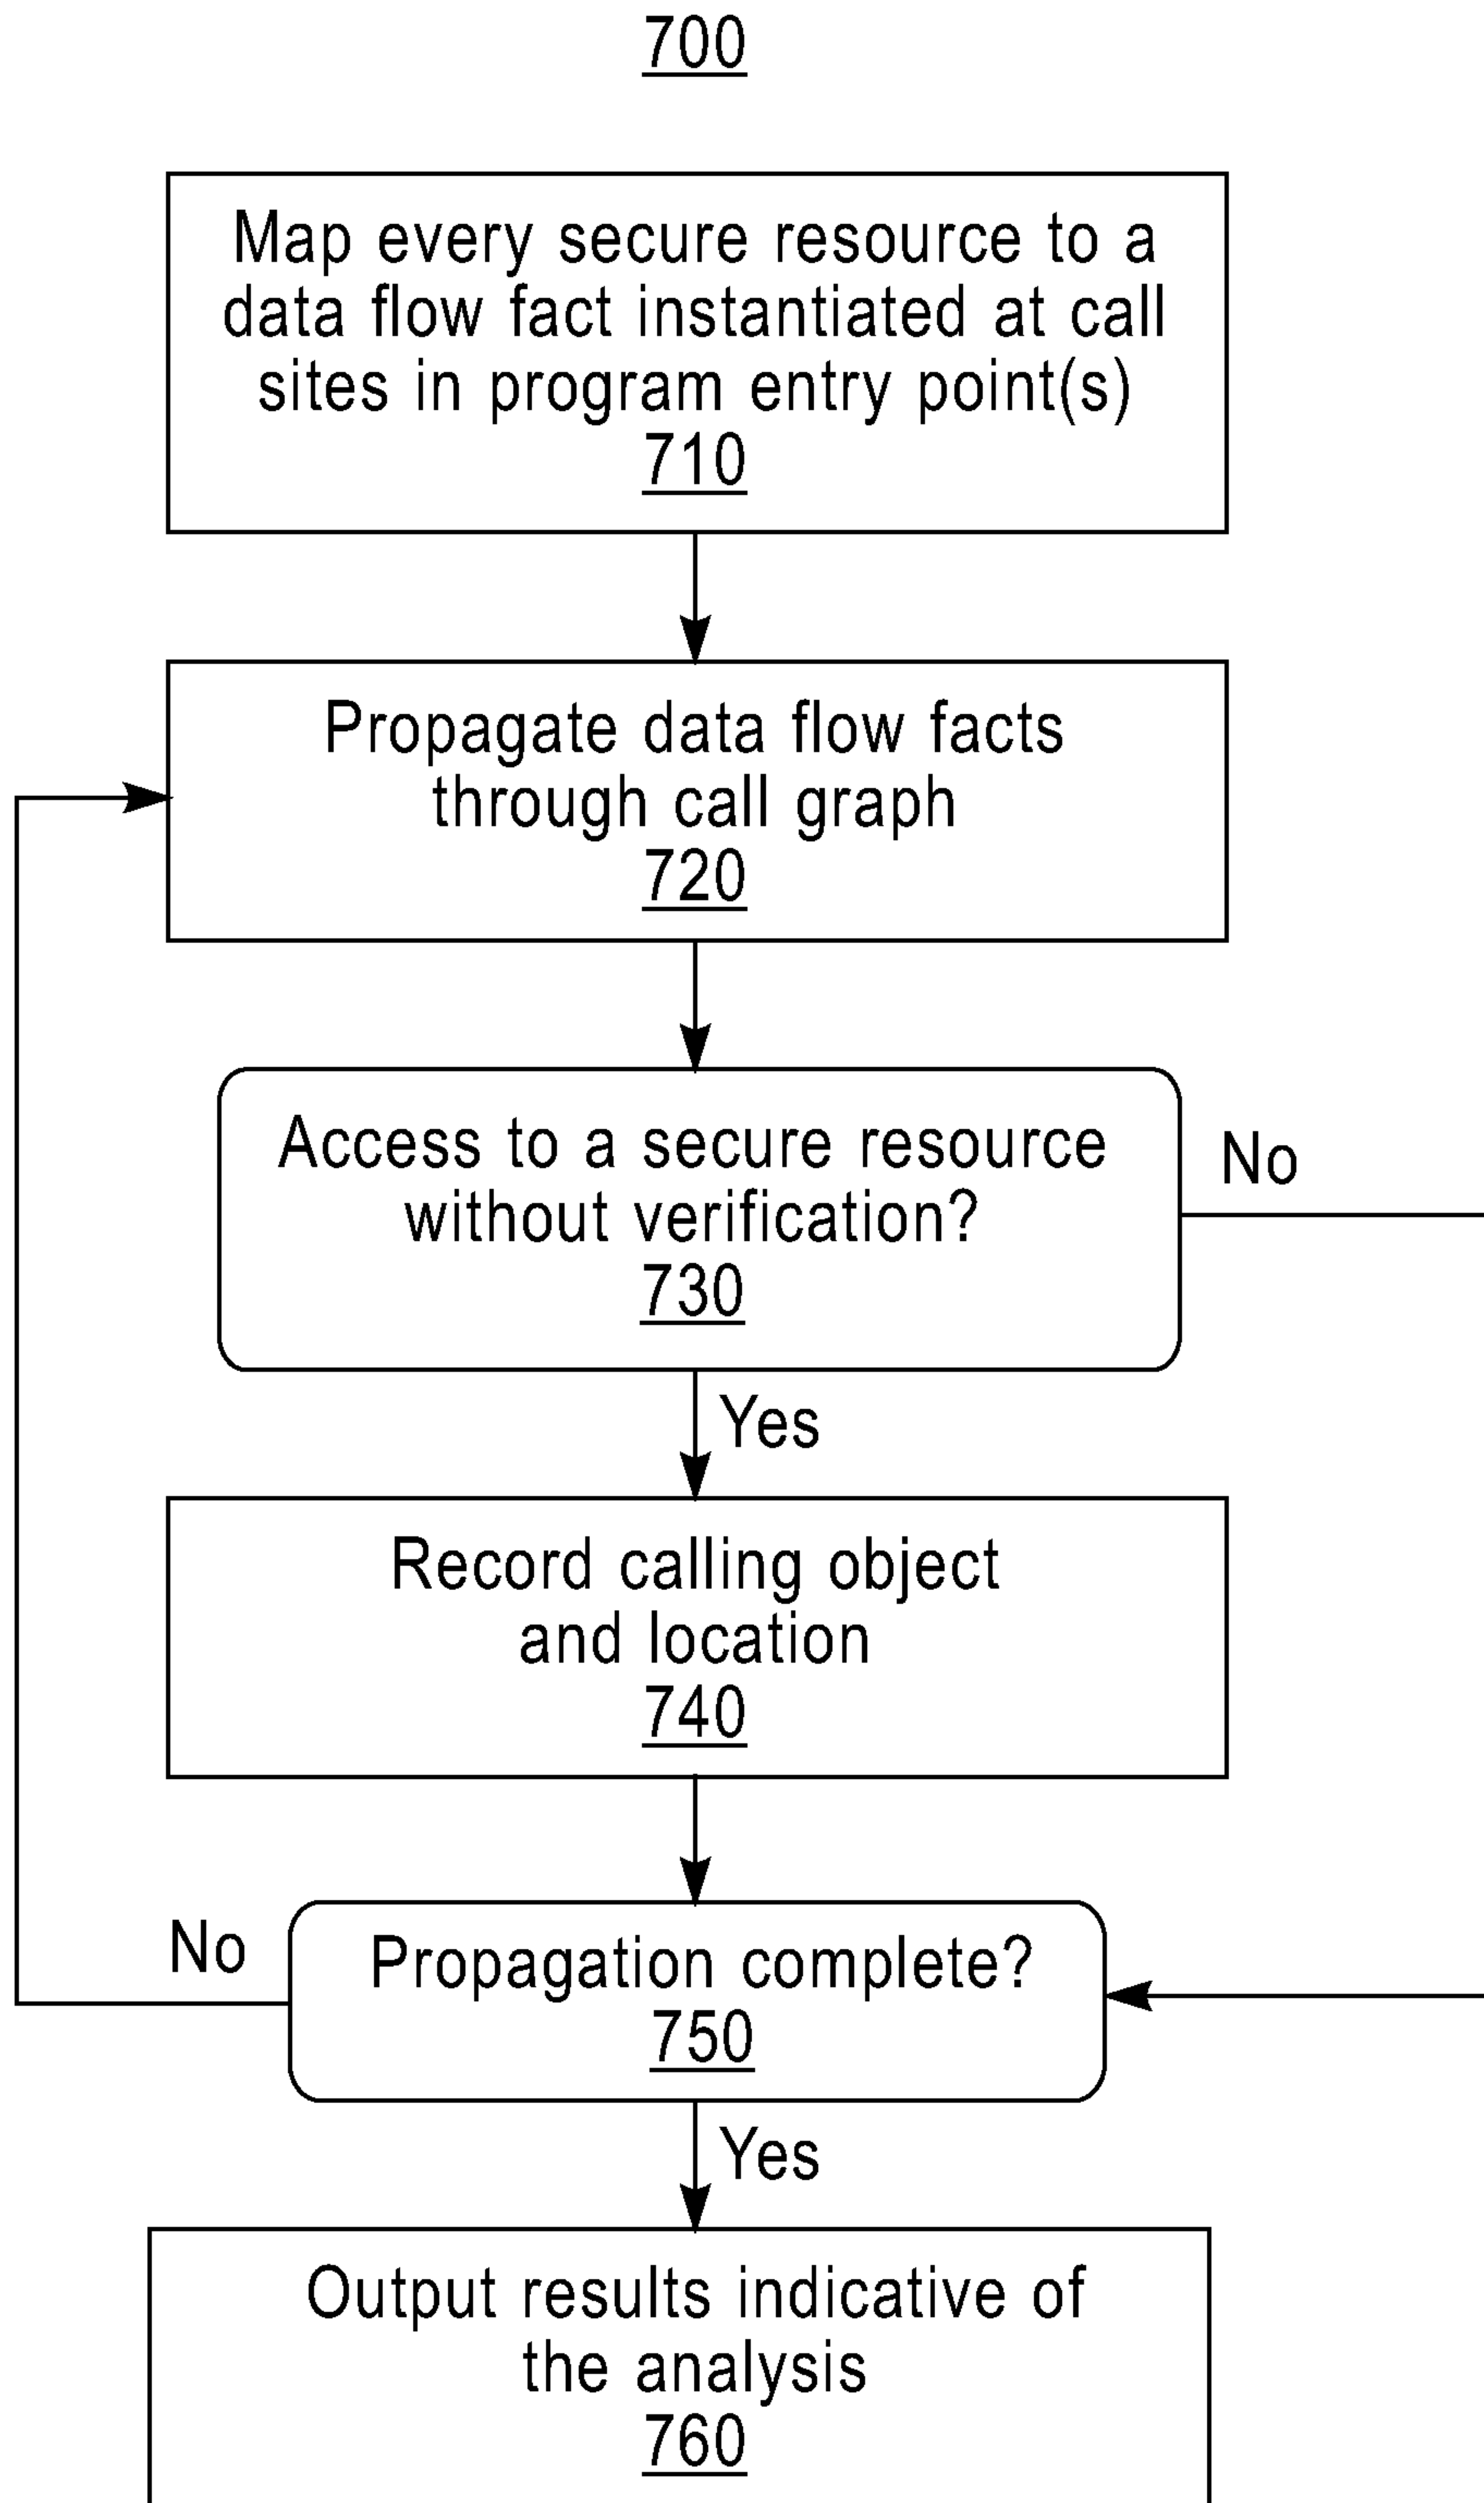 700
Map every secure resource to a
data flow fact instantiated at call
sites in program entry point(s)
710
Propagate data flow facts
through call graph
720
Access to a secure resource
without verification?
730
No
Yes
Record calling object
and location
740
No
Propagation complete?
750
Yes
Output results indicative of
the analysis
760